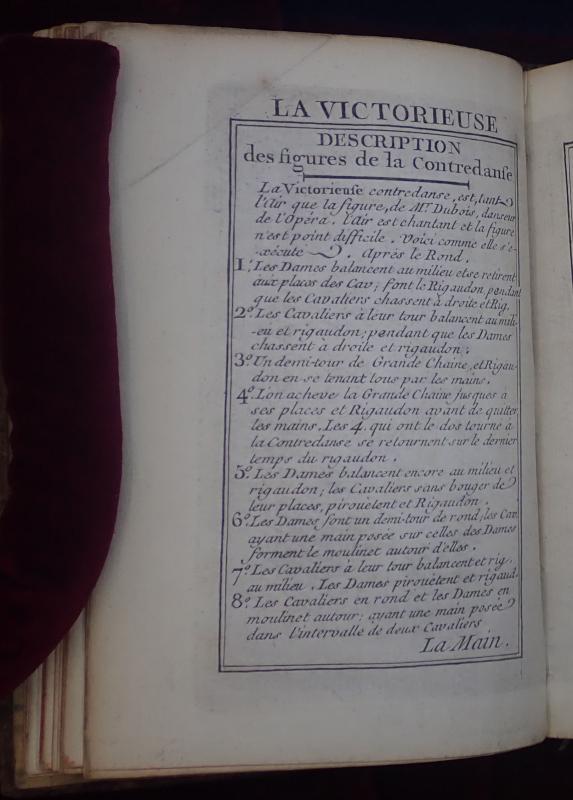 LA VICTORIEUSE
DESCRIPTION
des figures de la Contredanse
La Victorieuse contredanse, est, tant
l'Air que la figure, de Mr. Dubois, danseur
de l'Opéra. l'Air est chantant et la figure
n'est point difficile. Voici comme elle s'e-
xécute. Après le Rond.
1.º Les Dames balancent au milieu et se retirent
aux places des Cav; font le Rigaudon, pendant
que les Cavaliers chassent à droite et Rig.
2.º Les Cavaliers à leur tour balancent au mili-
eu et rigaudon; pendant que les Dames
chassent à droite et rigaudon.
3.º Un demi-tour de Grande Chaine, et Rigau-
don en se tenant tous par les mains.
4.º L'on acheve la Grande Chaine jusques à
ses places et Rigaudon avant de quitter
les mains. Les 4. qui ont le dos tourné à
la Contredanse se retournent sur le dernier
temps du rigaudon.
5.º Les Dames balancent encore au milieu et
rigaudon; les Cavaliers sans bouger de
leur places, pirouëtent et Rigaudon.
6.º Les Dames font un demi-tour de rond; les Cav.
ayant une main posée sur celles des Dames
forment le moulinet autour d'elles.
7.º Les Cavaliers à leur tour balancent et rig.
au milieu. Les Dames pirouëtent et rigaud.
8.º Les Cavaliers en rond et les Dames en
moulinet autour; ayant une main posée
dans l'intervalle de deux Cavaliers
La Main.